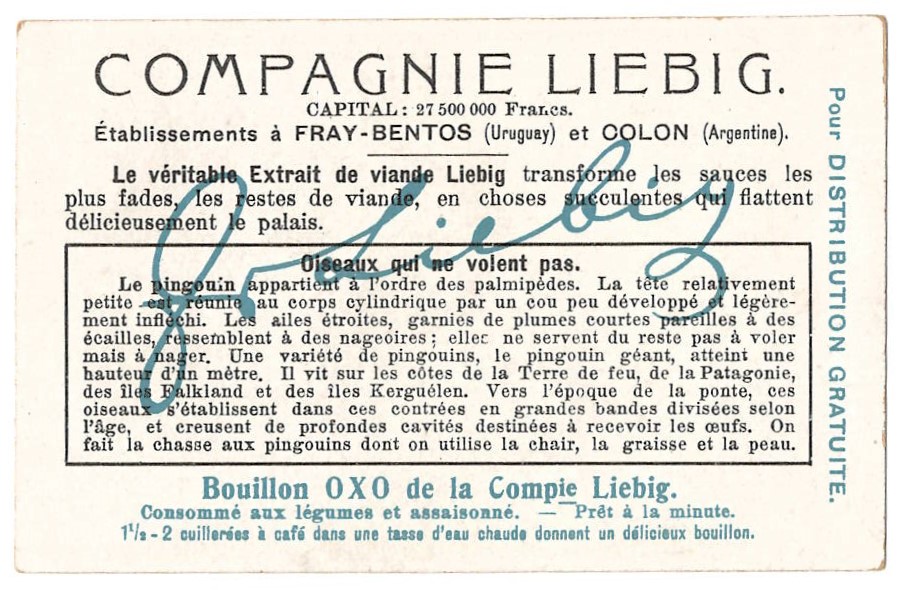 COMPAGNIE LIEBIG.
CAPITAL: 27 500 000 Francs.
Établissements à FRAY-BENTOS (Uruguay) et COLON (Argentine).
Le véritable Extrait de viande Liebig transforme les sauces les
plus fades, les restes de viande, en choses succulentes qui flattent
délicieusement le palais.
J v Liebig
Oiseaux qui ne volent pas.
Le pingouin appartient à l'ordre des palmipèdes. La tête relativement
petite est réunie au corps cylindrique par un cou peu développé et légère-
ment infléchi. Les ailes étroites, garnies de plumes courtes pareilles à des
écailles, ressemblent à des nageoires; elles ne servent du reste pas à voler
mais à nager. Une variété de pingouins, le pingouin géant, atteint une
hauteur d'un mètre. Il vit sur les côtes de la Terre de feu, de la Patagonie,
des îles Falkland et des îles Kerguélen. Vers l'époque de la ponte, ces
oiseaux s'établissent dans ces contrées en grandes bandes divisées selon
l'âge, et creusent de profondes cavités destinées à recevoir les œufs. On
fait la chasse aux pingouins dont on utilise la chair, la graisse et la peau.
Bouillon OXO de la Compie Liebig.
Consommé aux légumes et assaisonné. — Prêt à la minute.
1½ - 2 cuillerées à café dans une tasse d'eau chaude donnent un délicieux bouillon.
Pour DISTRIBUTION GRATUITE.